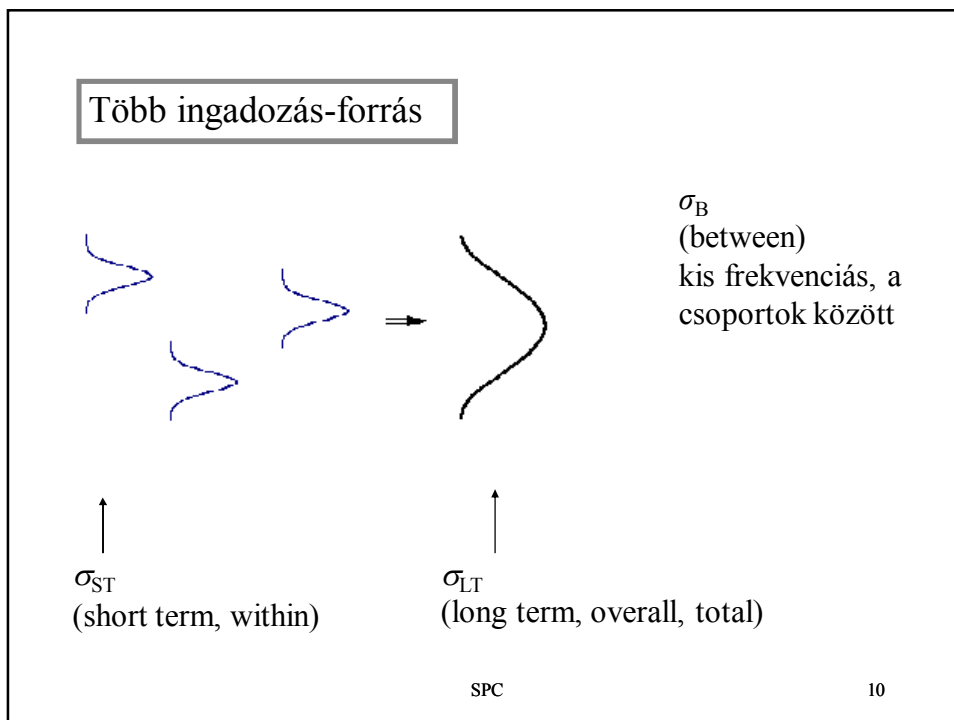 Több ingadozás-forrás
σB
(between)
kis frekvenciás, a
csoportok között
σST
(short term, within)
σLT
(long term, overall, total)
SPC
10